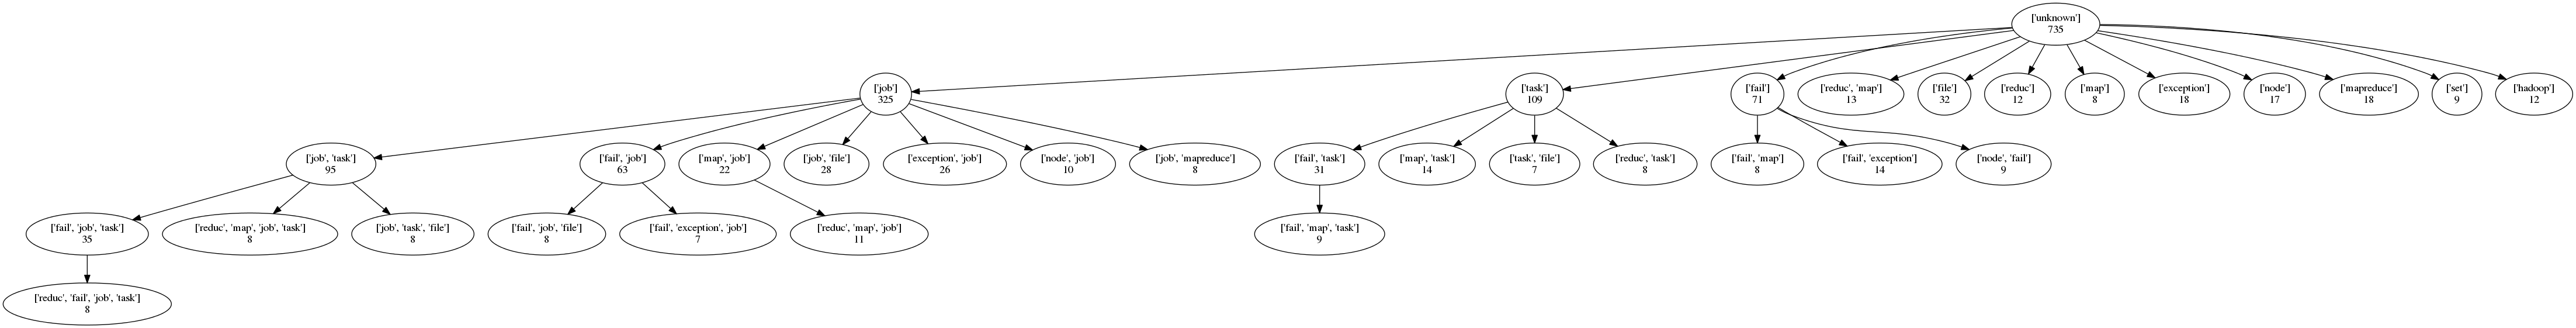 ['unknown']
735
['job']
325
['task']
109
['fail']
71
['reduc', 'map']
13
['file']
32
['reduc']
12
['map']
8
['exception']
18
['node']
17
['mapreduce']
18
['set']
9
['hadoop']
12
['job', 'task']
95
['fail', 'job']
63
['map', 'job']
22
['job', 'file']
28
['exception', 'job']
26
['node', 'job']
10
['job', 'mapreduce']
8
['fail', 'task']
31
['map', 'task']
14
['task', 'file']
7
['reduc', 'task']
8
['fail', 'map']
8
['fail', 'exception']
14
['node', 'fail']
9
['fail', 'job', 'task']
35
['reduc', 'map', 'job', 'task']
8
['job', 'task', 'file']
8
['fail', 'job', 'file']
8
['fail', 'exception', 'job']
7
['reduc', 'map', 'job']
11
['fail', 'map', 'task']
9
['reduc', 'fail', 'job', 'task']
8